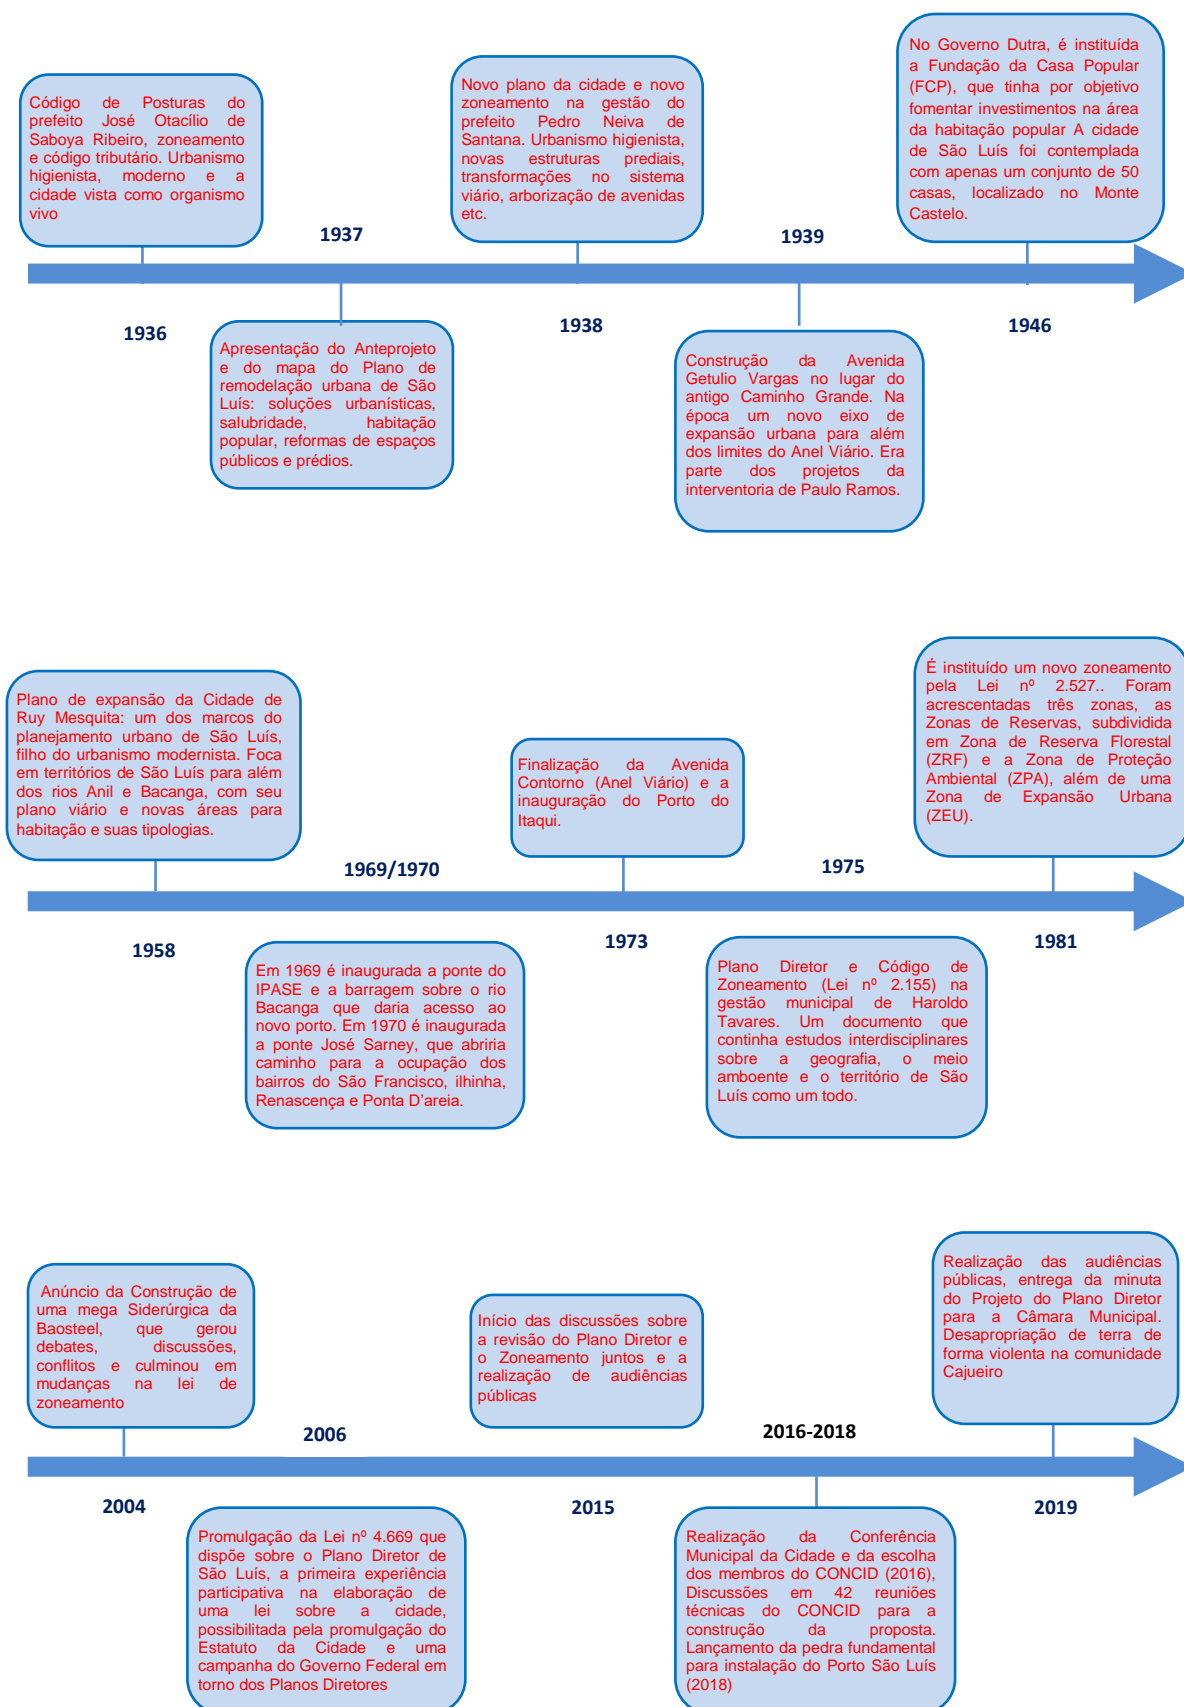 Código de Posturas do
prefeito José Otacílio de
Saboya Ribeiro, zoneamento
e código tributário. Urbanismo
higienista, moderno e a
cidade vista como organismo
vivo
Novo plano da cidade e novo
zoneamento na gestão do
prefeito Pedro Neiva de
Santana. Urbanismo higienista,
novas estruturas prediais,
transformações no sistema
viário, arborização de avenidas
etc.
No Governo Dutra, é instituída
a Fundação da Casa Popular
(FCP), que tinha por objetivo
fomentar investimentos na área
da habitação popular A cidade
de São Luís foi contemplada
com apenas um conjunto de 50
casas, localizado no Monte
Castelo.
1937
1939
1936
1938
1946
Apresentação do Anteprojeto
e do mapa do Plano de
remodelação urbana de São
Luís: soluções urbanísticas,
salubridade, habitação
popular, reformas de espaços
públicos e prédios.
Construção da Avenida
Getulio Vargas no lugar do
antigo Caminho Grande. Na
época um novo eixo de
expansão urbana para além
dos limites do Anel Viário. Era
parte dos projetos da
interventoria de Paulo Ramos.
Plano de expansão da Cidade de
Ruy Mesquita: um dos marcos do
planejamento urbano de São Luís,
filho do urbanismo modernista. Foca
em territórios de São Luís para além
dos rios Anil e Bacanga, com seu
plano viário e novas áreas para
habitação e suas tipologias.
Finalização da Avenida
Contorno (Anel Viário) e a
inauguração do Porto do
Itaqui.
É instituído um novo zoneamento
pela Lei nº 2.527.. Foram
acrescentadas três zonas, as
Zonas de Reservas, subdividida
em Zona de Reserva Florestal
(ZRF) e a Zona de Proteção
Ambiental (ZPA), além de uma
Zona de Expansão Urbana
(ZEU).
1969/1970
1975
1958
1973
1981
Em 1969 é inaugurada a ponte do
IPASE e a barragem sobre o rio
Bacanga que daria acesso ao
novo porto. Em 1970 é inaugurada
a ponte José Sarney, que abriria
caminho para a ocupação dos
bairros do São Francisco, ilhinha,
Renascença e Ponta D’areia.
Plano Diretor e Código de
Zoneamento (Lei nº 2.155) na
gestão municipal de Haroldo
Tavares. Um documento que
continha estudos interdisciplinares
sobre a geografia, o meio
amboente e o território de São
Luís como um todo.
Anúncio da Construção de
uma mega Siderúrgica da
Baosteel, que gerou
debates, discussões,
conflitos e culminou em
mudanças na lei de
zoneamento
Início das discussões sobre
a revisão do Plano Diretor e
o Zoneamento juntos e a
realização de audiências
públicas
Realização das audiências
públicas, entrega da minuta
do Projeto do Plano Diretor
para a Câmara Municipal.
Desapropriação de terra de
forma violenta na comunidade
Cajueiro
2006
2016-2018
2004
2015
2019
Promulgação da Lei nº 4.669 que
dispõe sobre o Plano Diretor de
São Luís, a primeira experiência
participativa na elaboração de
uma lei sobre a cidade,
possibilitada pela promulgação do
Estatuto da Cidade e uma
campanha do Governo Federal em
torno dos Planos Diretores
Realização da Conferência
Municipal da Cidade e da escolha
dos membros do CONCID (2016),
Discussões em 42 reuniões
técnicas do CONCID para a
construção da proposta.
Lançamento da pedra fundamental
para instalação do Porto São Luís
(2018)